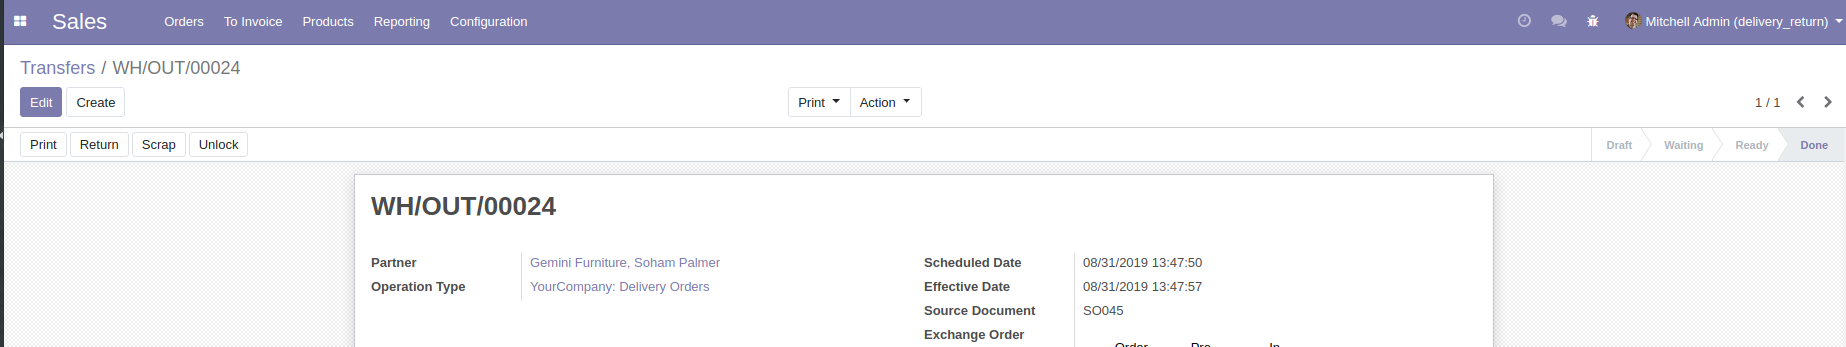 Sales Orders To Invoice Products Reporting Configuration Mitchell Admin (delivery_return)
Transfers / WH/OUT/00024
Edit Create Print Action 1 / 1
Print Return Scrap Unlock Draft Waiting Ready Done
WH/OUT/00024
Partner Gemini Furniture, Soham Palmer Scheduled Date 08/31/2019 13:47:50
Operation Type YourCompany: Delivery Orders Effective Date 08/31/2019 13:47:57
Source Document SO045
Exchange Order
Order Pre In